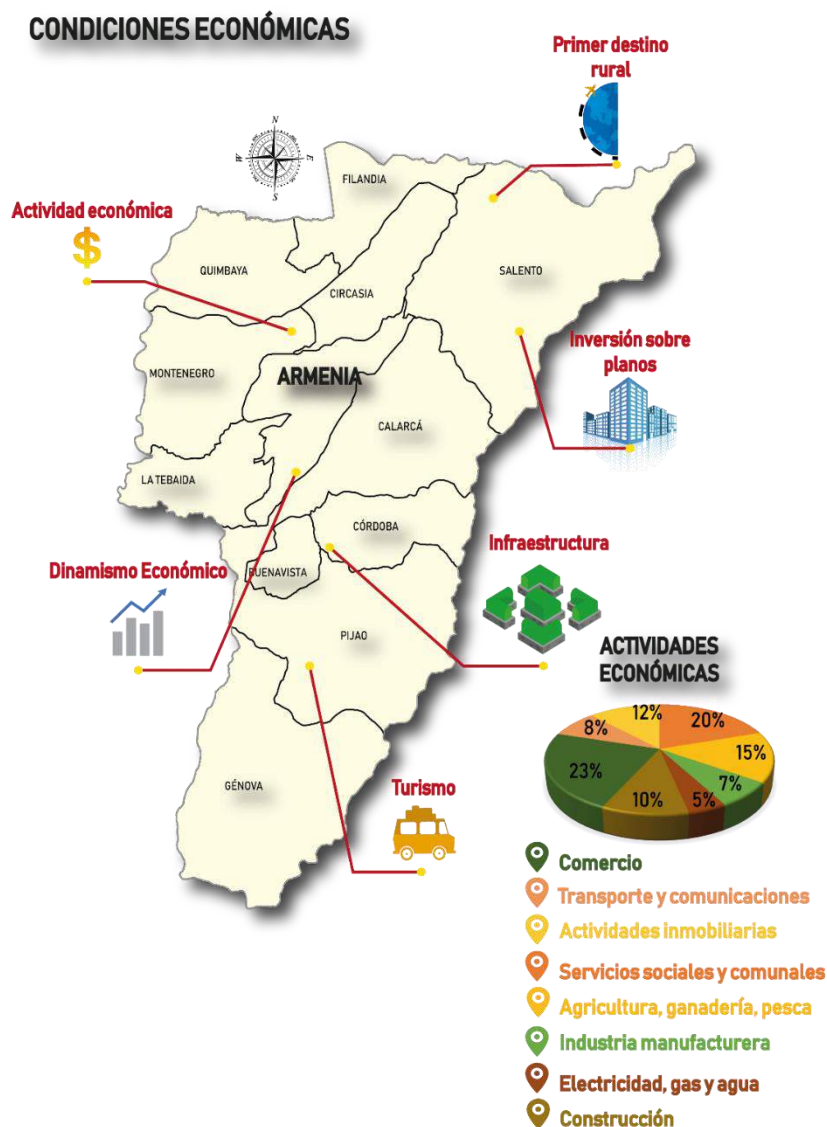 CONDICIONES ECONÓMICAS
Primer destino
rural
N
W
E
S
FILANDIA
Actividad económica
$
QUIMBAYA
SALENTO
CIRCASIA
Inversión sobre
planos
MONTENEGRO
ARMENIA
CALARCÁ
LA TEBAIDA
CÓRDOBA
Infraestructura
Dinamismo Económico
BUENAVISTA
PIJAO
ACTIVIDADES
ECONÓMICAS
12%
20%
8%
15%
23%
7%
10%
5%
GÉNOVA
Turismo
Comercio
Transporte y comunicaciones
Actividades inmobiliarias
Servicios sociales y comunales
Agricultura, ganadería, pesca
Industria manufacturera
Electricidad, gas y agua
Construcción